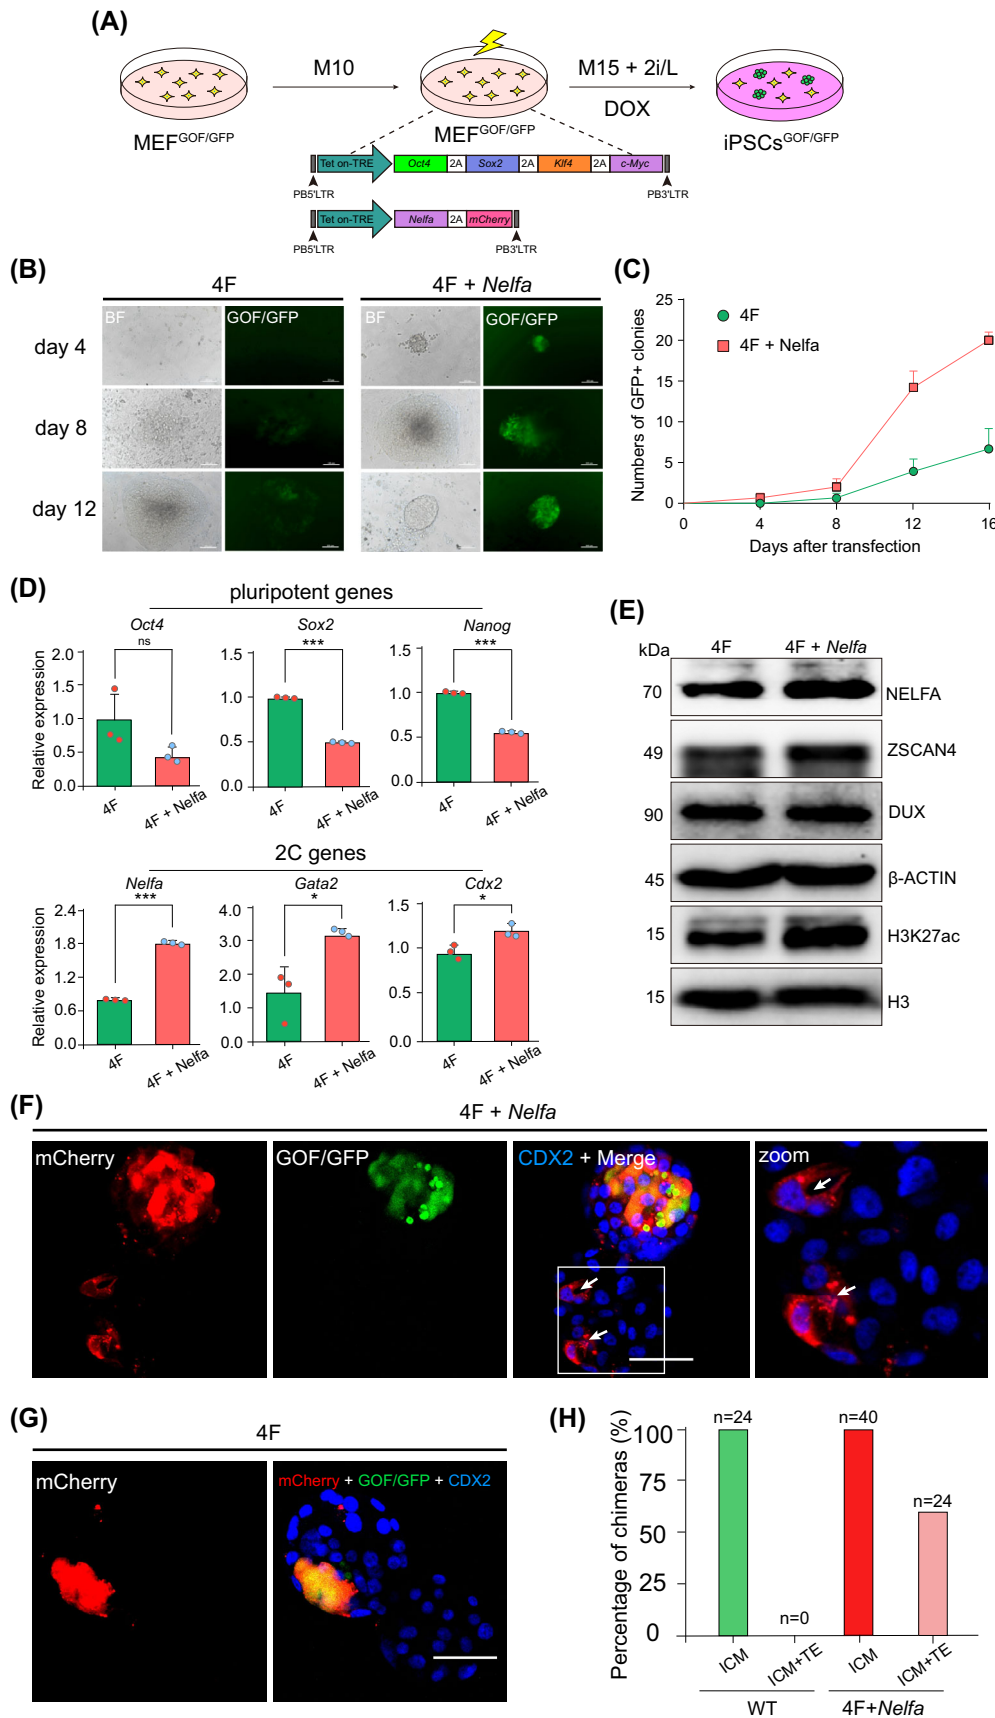 (A)
M10
M15 + 2i/L
DOX
MEF^GOF/GFP
MEF^GOF/GFP
iPSCs^GOF/GFP
Tet on-TRE Oct4 2A Sox2 2A Klf4 2A c-Myc
PB5'LTR PB3'LTR
Tet on-TRE Nelfa 2A mCherry
PB5'LTR PB3'LTR
(B)
4F 4F + Nelfa
BF GOF/GFP BF GOF/GFP
day 4
day 8
day 12
(C)
Numbers of GFP+ clonies
25
20
15
10
5
0
0 4 8 12 16
Days after transfection
4F
4F + Nelfa
(D)
pluripotent genes
Oct4 Sox2 Nanog
ns *** ***
Relative expression
2.0
1.5
1.0
0.5
0.0
1.5
1.0
0.5
0.0
1.5
1.0
0.5
0.0
4F 4F + Nelfa 4F 4F + Nelfa 4F 4F + Nelfa
2C genes
Nelfa Gata2 Cdx2
*** * *
Relative expression
2.4
1.8
1.2
0.6
0.0
4.0
3.0
2.0
1.0
0.0
1.5
1.0
0.5
0.0
4F 4F + Nelfa 4F 4F + Nelfa 4F 4F + Nelfa
(E)
kDa 4F 4F + Nelfa
70 NELFA
49 ZSCAN4
90 DUX
45 β-ACTIN
15 H3K27ac
15 H3
(F)
4F + Nelfa
mCherry GOF/GFP CDX2 + Merge zoom
(G)
4F
mCherry mCherry + GOF/GFP + CDX2
(H)
Percentage of chimeras (%)
100
75
50
25
0
n=24 n=0 n=40 n=24
ICM ICM+TE ICM ICM+TE
WT 4F+Nelfa